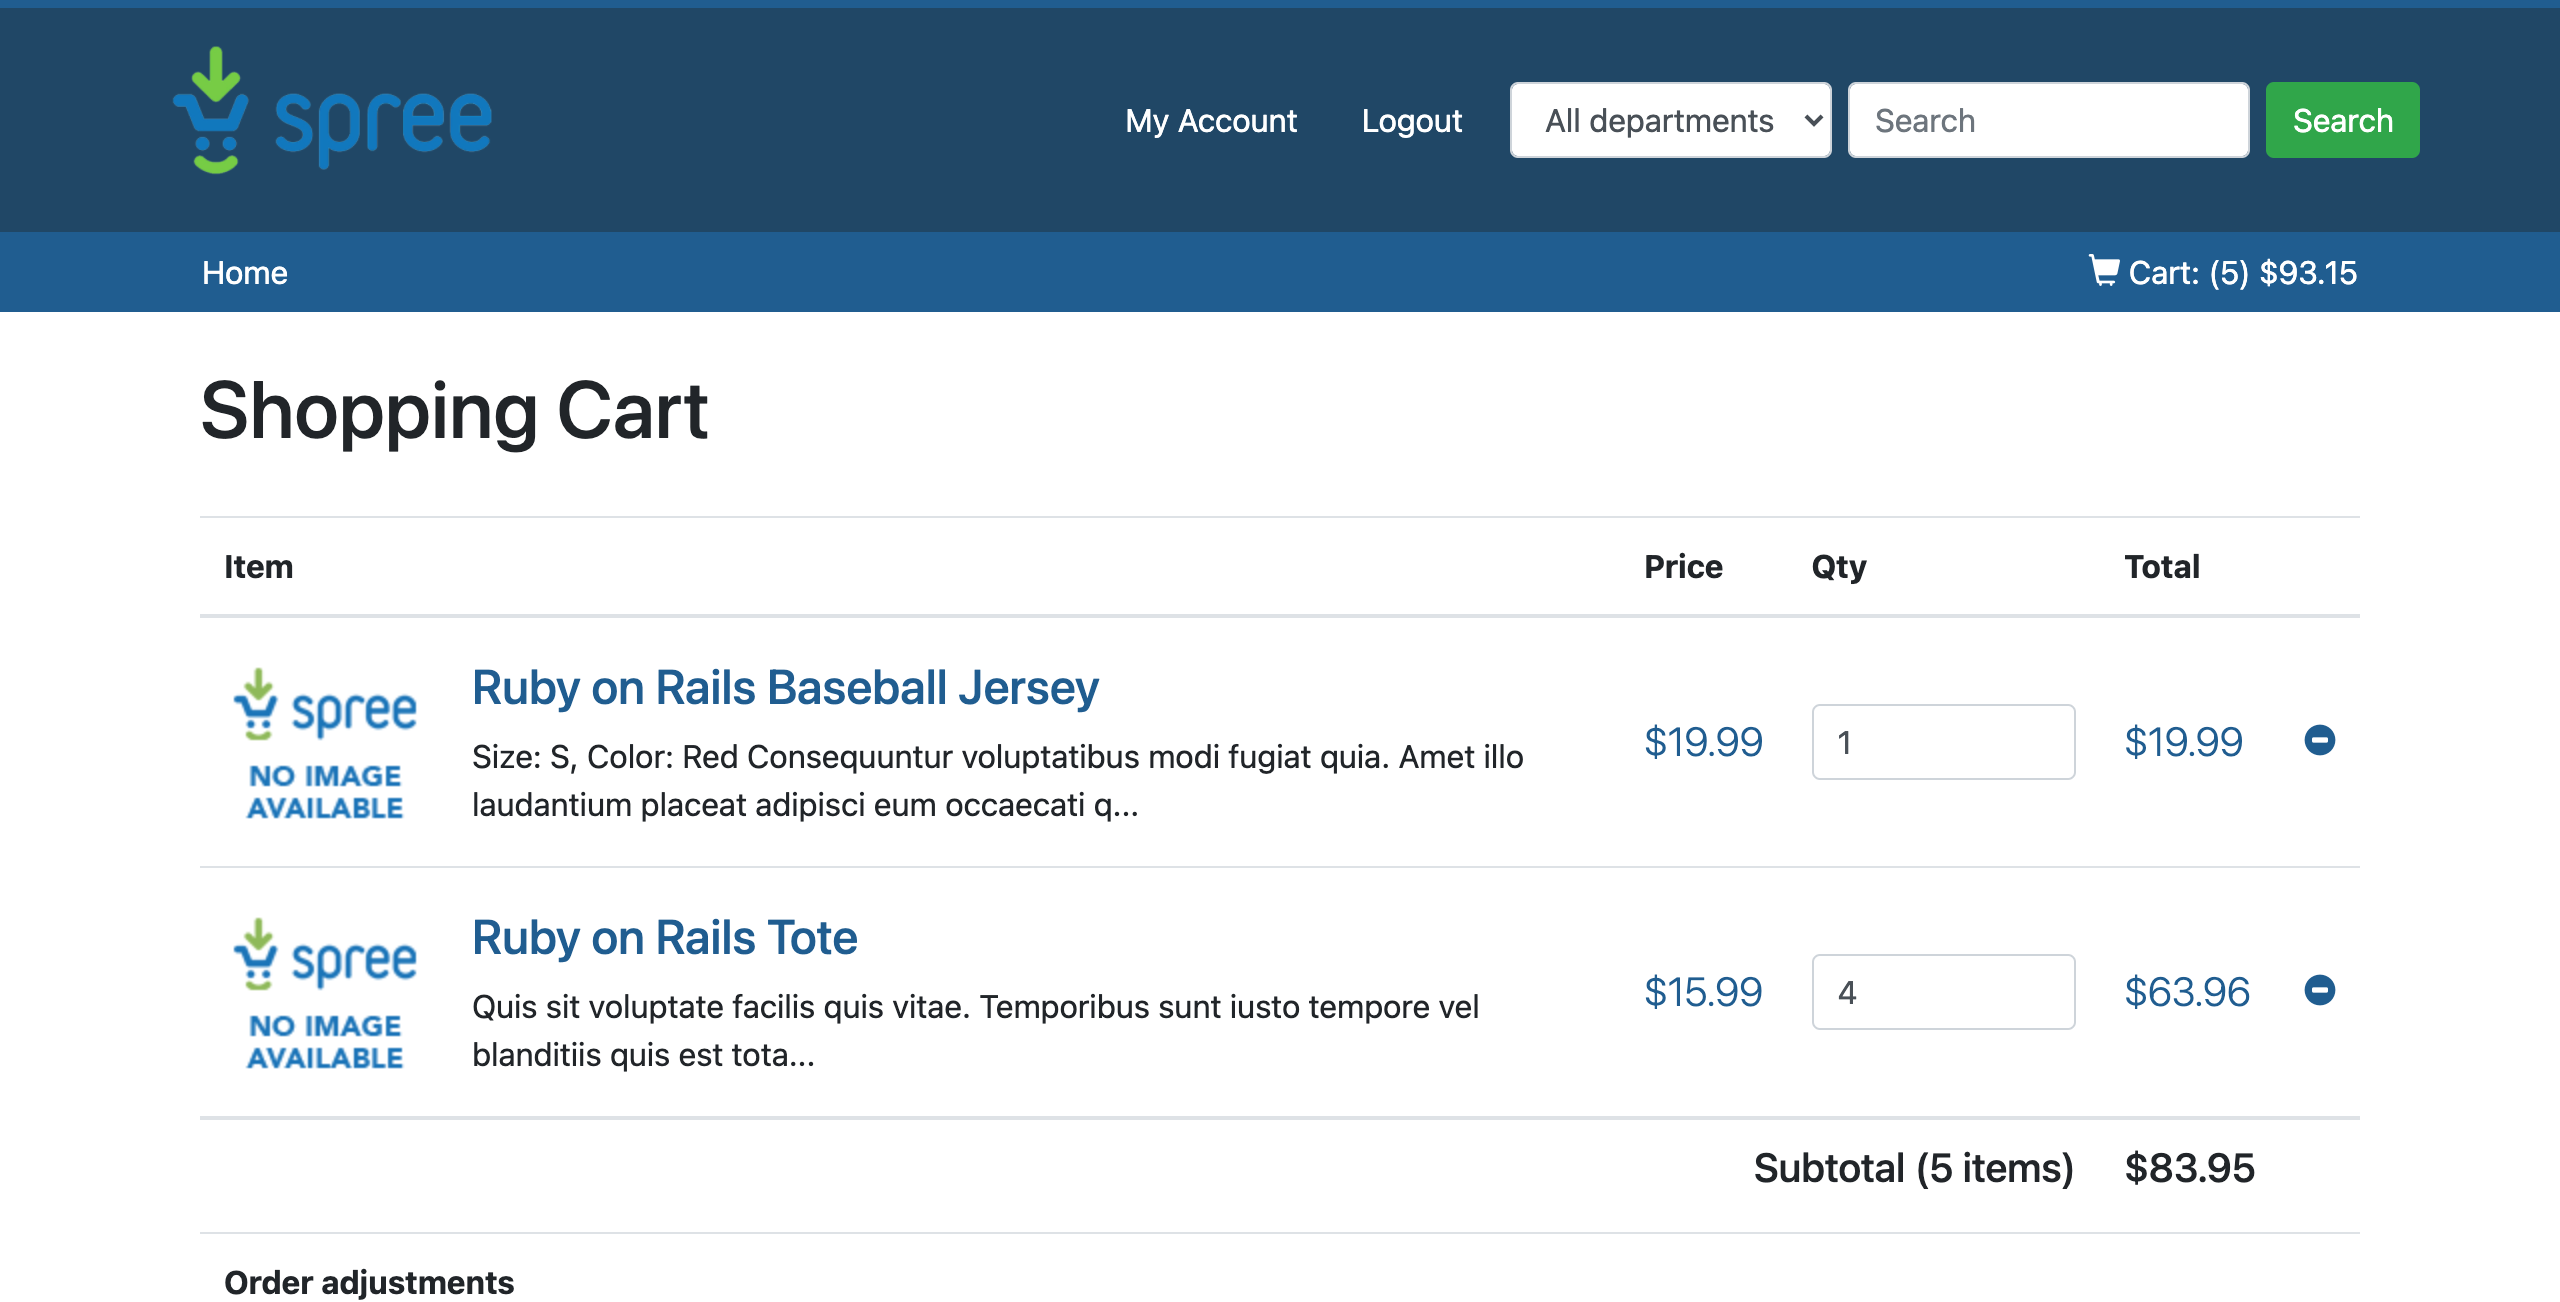 spree
My Account Logout All departments Search Search
Home Cart: (5) $93.15
Shopping Cart
Item Price Qty Total
spree
NO IMAGE
AVAILABLE
Ruby on Rails Baseball Jersey
Size: S, Color: Red Consequuntur voluptatibus modi fugiat quia. Amet illo
laudantium placeat adipisci eum occaecati q...
$19.99 1 $19.99
spree
NO IMAGE
AVAILABLE
Ruby on Rails Tote
Quis sit voluptate facilis quis vitae. Temporibus sunt iusto tempore vel
blanditiis quis est tota...
$15.99 4 $63.96
Subtotal (5 items) $83.95
Order adjustments